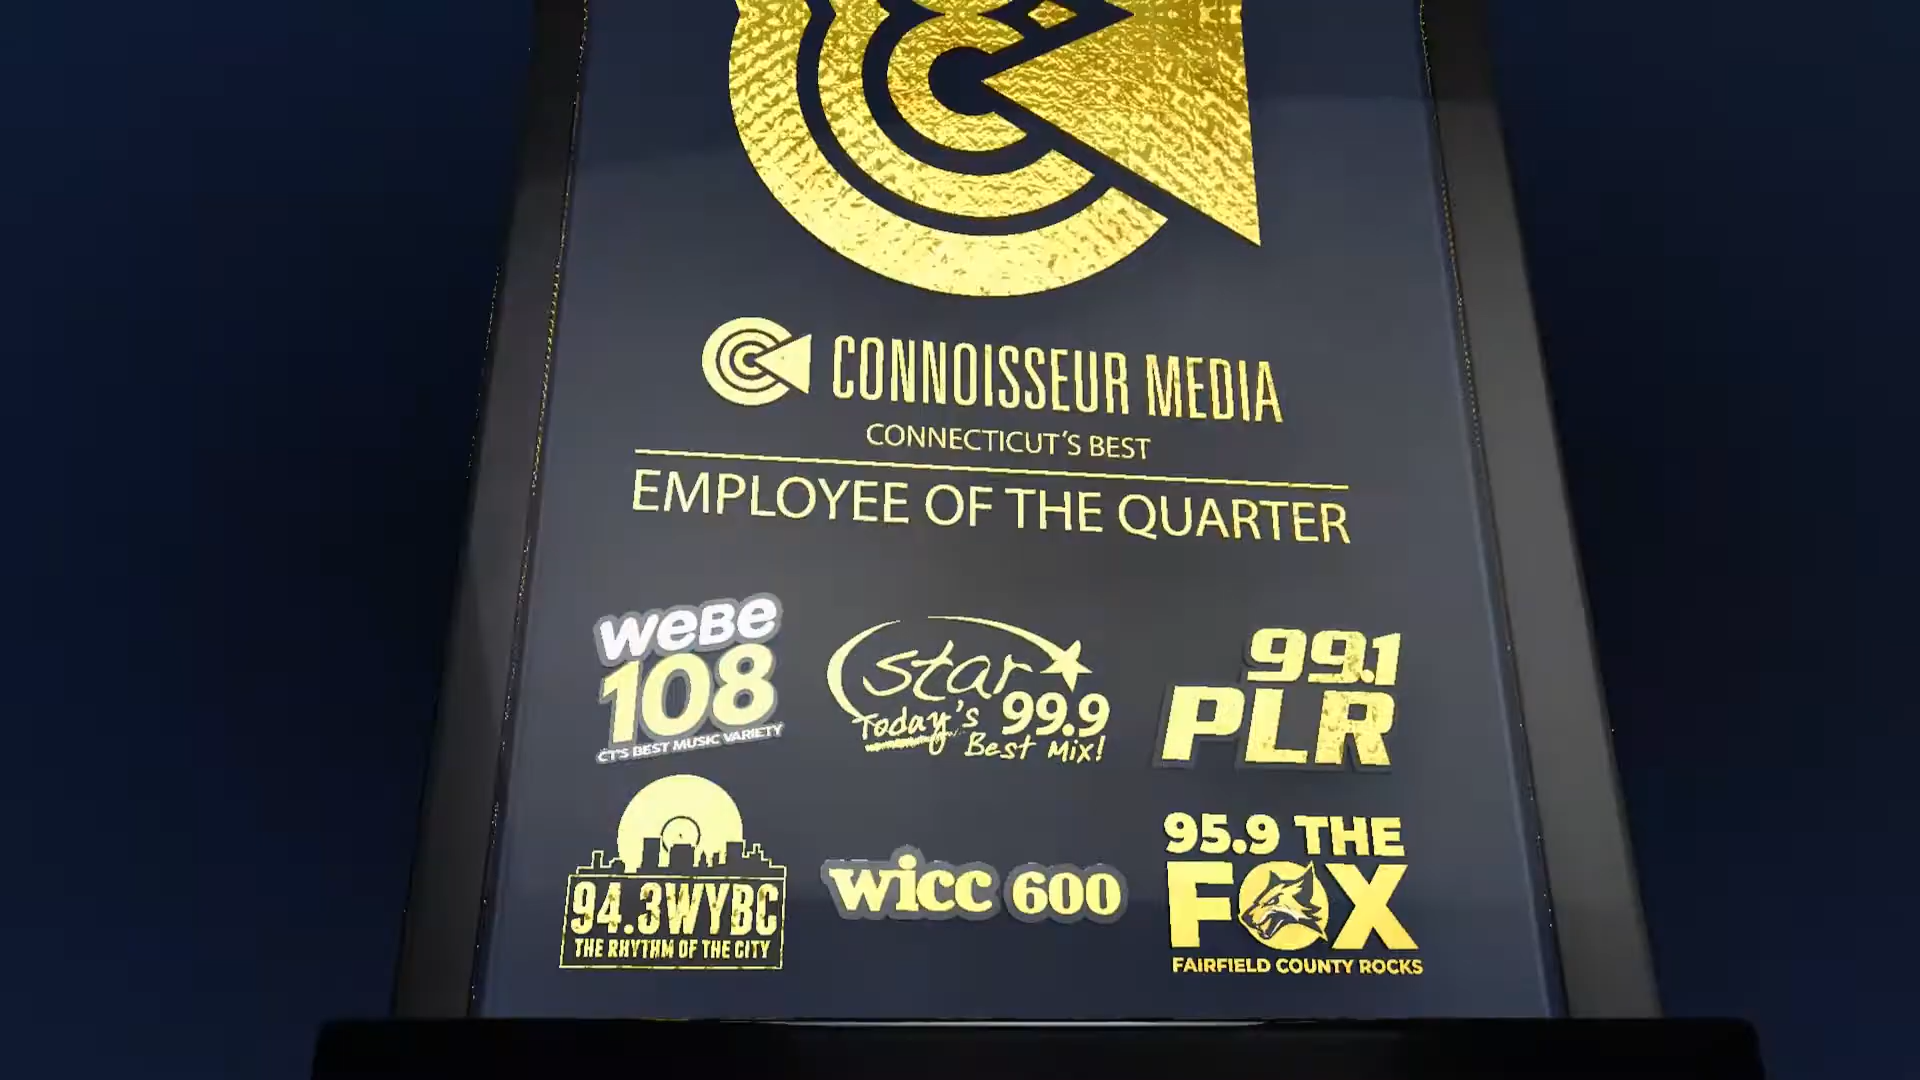 CONNOISSEUR MEDIA
CONNECTICUT'S BEST
EMPLOYEE OF THE QUARTER
WEBE
108
CT'S BEST MUSIC VARIETY
star
99.9
Today's
Best Mix!
99.1
PLR
94.3WYBC
THE RHYTHM OF THE CITY
wicc 600
95.9 THE
FOX
FAIRFIELD COUNTY ROCKS